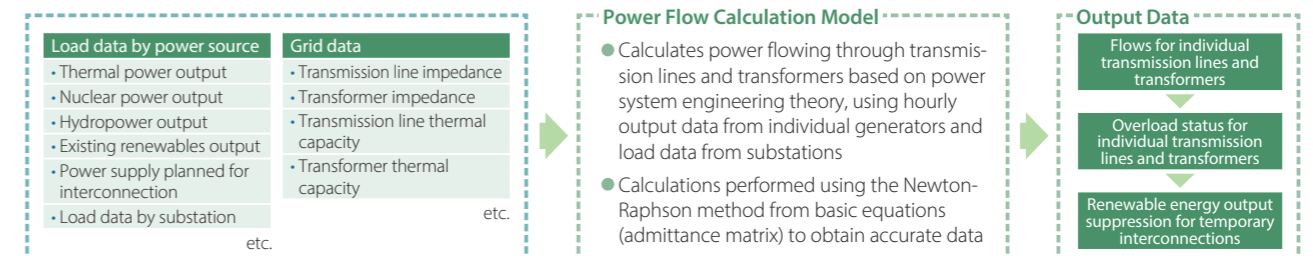 Load data by power source
• Thermal power output
• Nuclear power output
• Hydropower output
• Existing renewables output
• Power supply planned for
interconnection
• Load data by substation
etc.
Grid data
• Transmission line impedance
• Transformer impedance
• Transmission line thermal
capacity
• Transformer thermal
capacity
etc.
Power Flow Calculation Model
● Calculates power flowing through transmis-
sion lines and transformers based on power
system engineering theory, using hourly
output data from individual generators and
load data from substations
● Calculations performed using the Newton-
Raphson method from basic equations
(admittance matrix) to obtain accurate data
Output Data
Flows for individual
transmission lines and
transformers
Overload status for
individual transmission
lines and transformers
Renewable energy output
suppression for temporary
interconnections